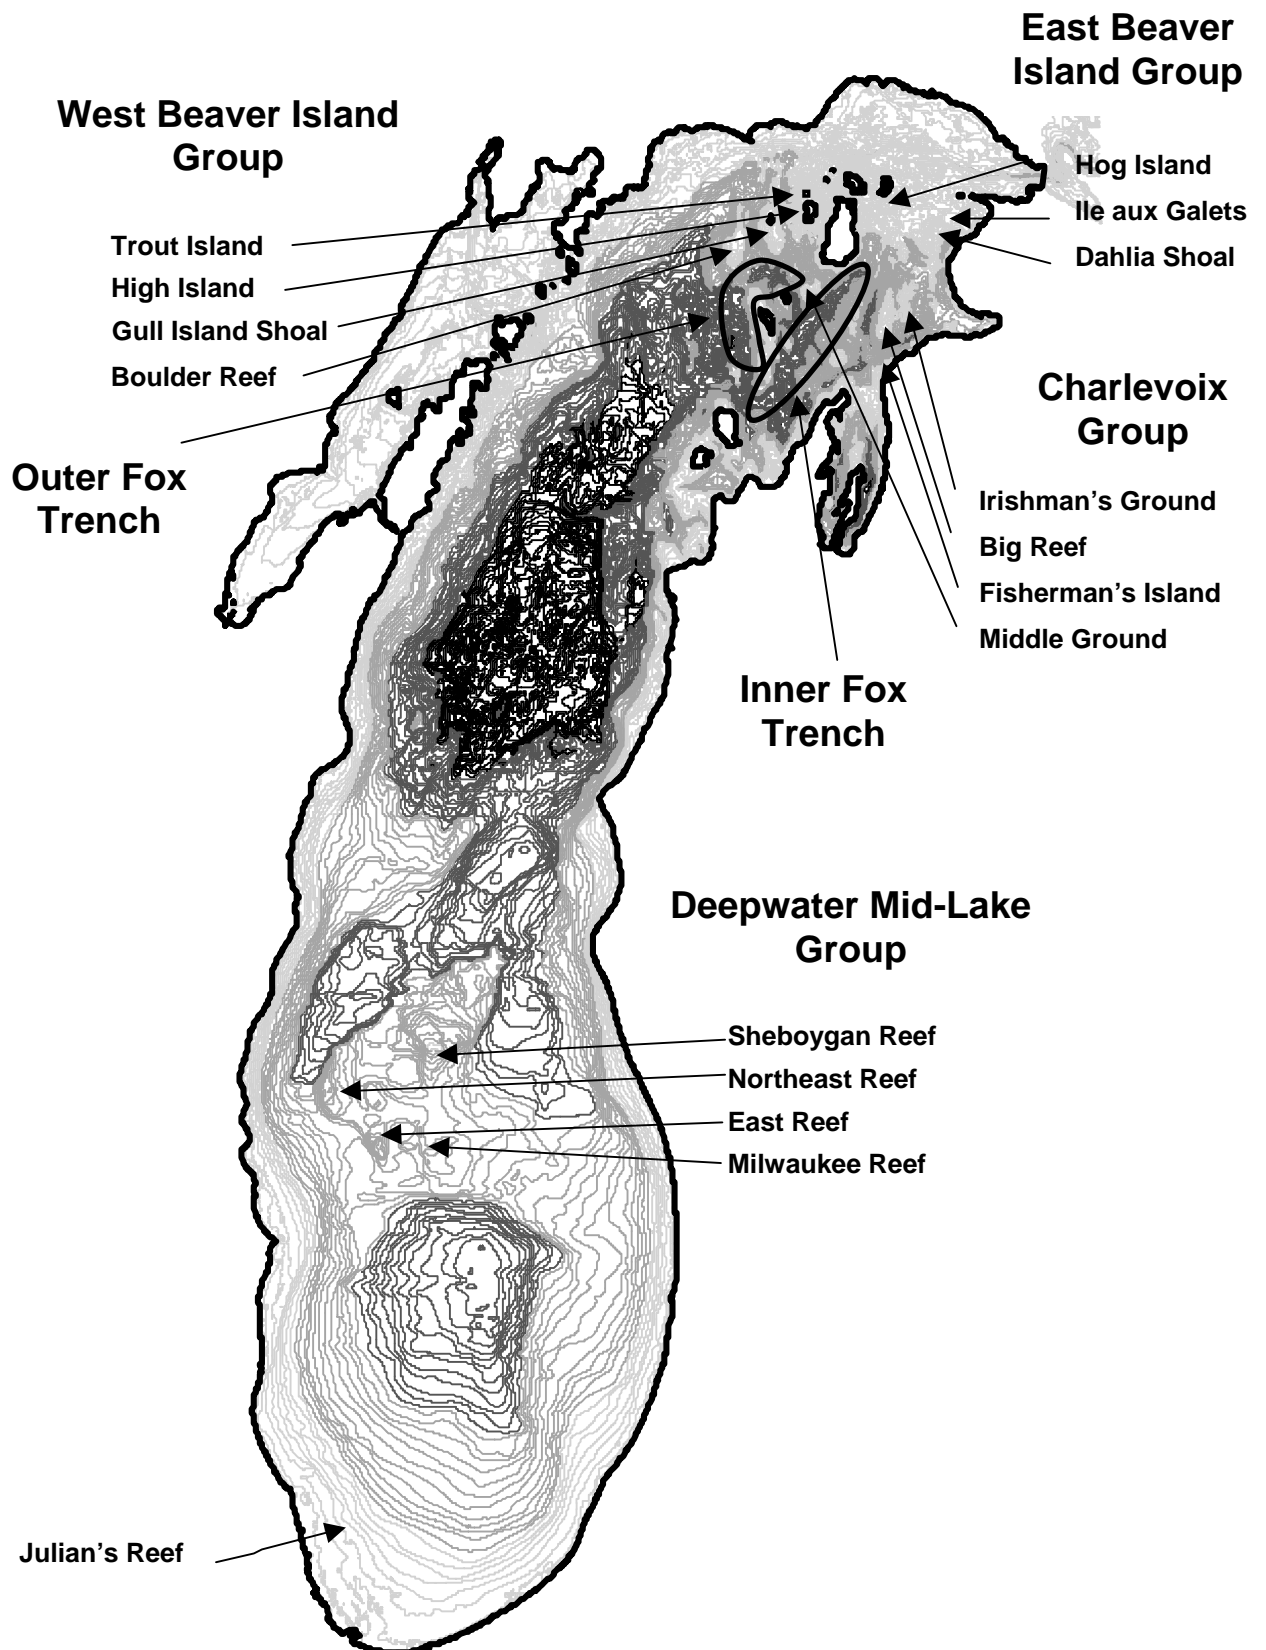 East Beaver
Island Group
West Beaver Island
Group
Hog Island
Ile aux Galets
Dahlia Shoal
Trout Island
High Island
Gull Island Shoal
Boulder Reef
Charlevoix
Group
Outer Fox
Trench
Irishman's Ground
Big Reef
Fisherman's Island
Middle Ground
Inner Fox
Trench
Deepwater Mid-Lake
Group
Sheboygan Reef
Northeast Reef
East Reef
Milwaukee Reef
Julian's Reef